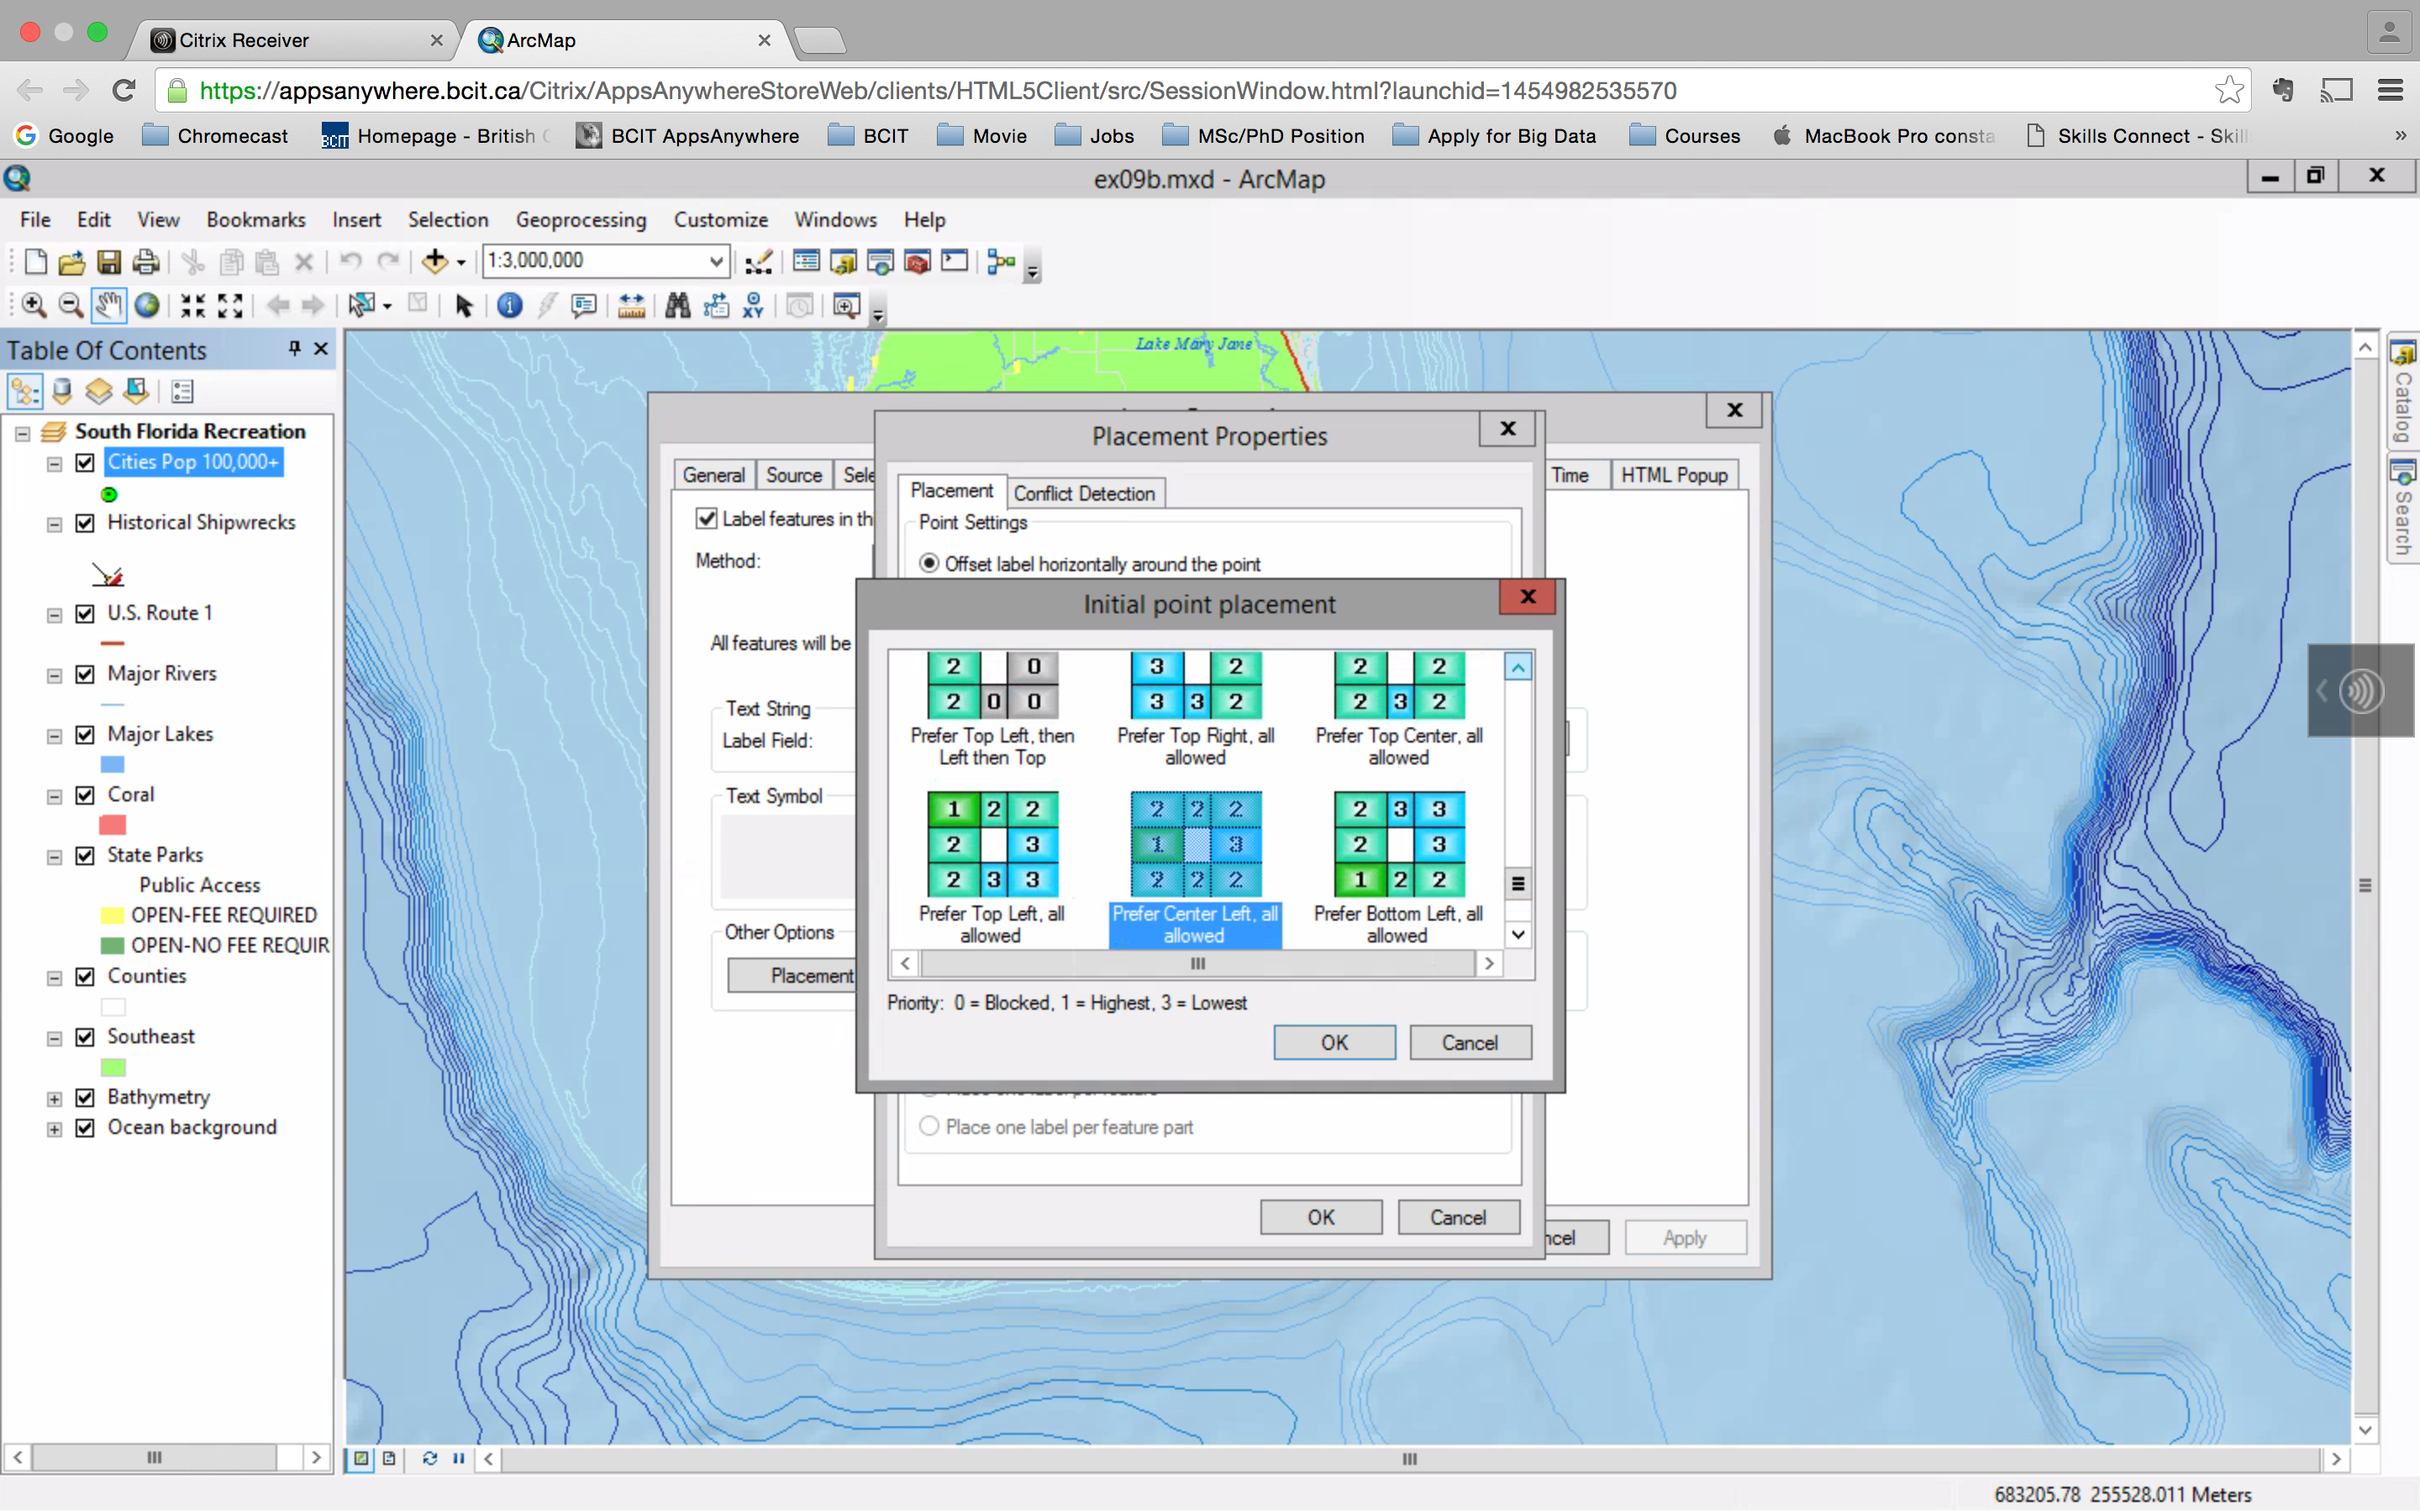 Citrix Receiver
ArcMap
https://appsanywhere.bcit.ca/Citrix/AppsAnywhereStoreWeb/clients/HTML5Client/src/SessionWindow.html?launchid=1454982535570
Google Chromecast Homepage - British BCIT AppsAnywhere BCIT Movie Jobs MSc/PhD Position Apply for Big Data Courses MacBook Pro consta Skills Connect - Skill »
ex09b.mxd - ArcMap
File Edit View Bookmarks Insert Selection Geoprocessing Customize Windows Help
1:3,000,000
XY
Table Of Contents
South Florida Recreation
Cities Pop 100,000+
Historical Shipwrecks
U.S. Route 1
Major Rivers
Major Lakes
Coral
State Parks
Public Access
OPEN-FEE REQUIRED
OPEN-NO FEE REQUIR
Counties
Southeast
Bathymetry
Ocean background
Lake Mary Jane
Catalog
Search
General Source Sele
Time HTML Popup
Label features in th
Method:
All features will be
Text String
Label Field:
Text Symbol
Other Options
Placement
ncel Apply
Placement Properties
Placement Conflict Detection
Point Settings
Offset label horizontally around the point
Place one label per feature part
OK Cancel
Initial point placement
2 0 3 2 2 2
2 0 0 3 3 2 2 3 2
Prefer Top Left, then Left then Top
Prefer Top Right, all allowed
Prefer Top Center, all allowed
1 2 2 2 2 2 2 3 3
2 3 1 3 2 3
2 3 3 2 2 2 1 2 2
Prefer Top Left, all allowed
Prefer Center Left, all allowed
Prefer Bottom Left, all allowed
Priority: 0 = Blocked, 1 = Highest, 3 = Lowest
OK Cancel
683205.78 255528.011 Meters